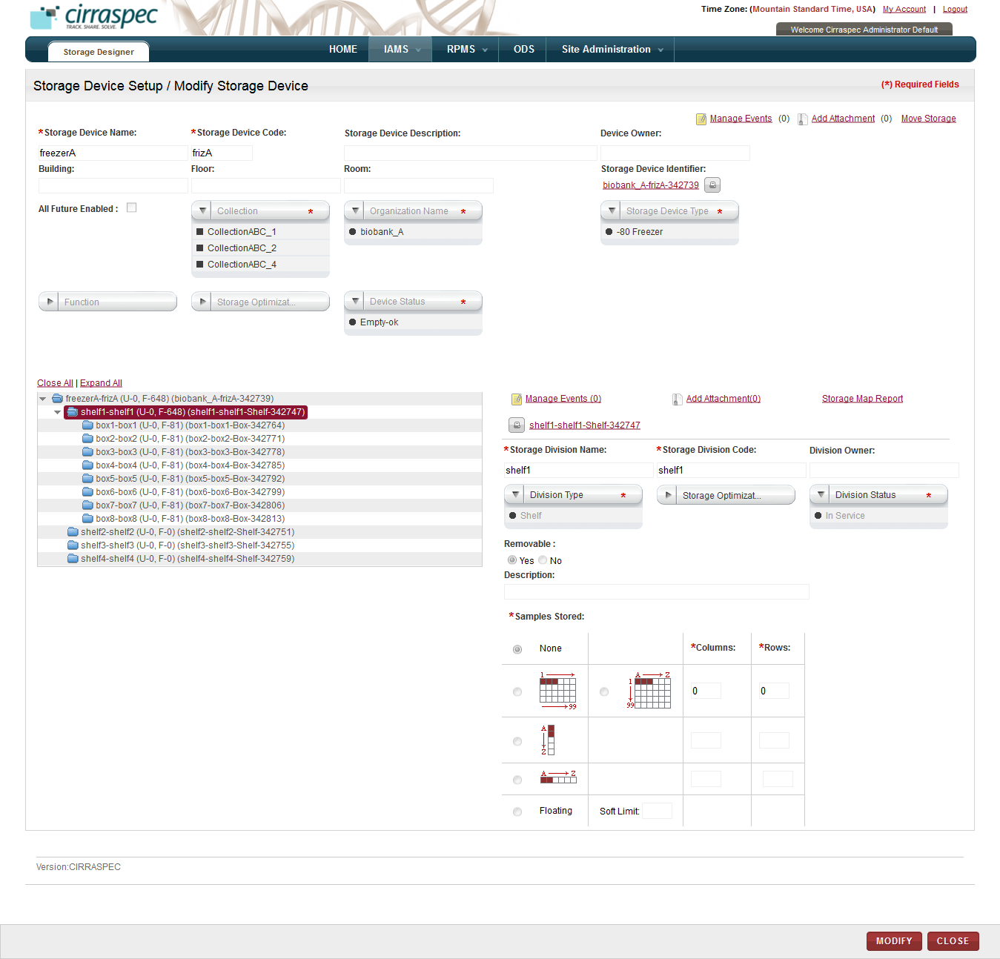 cirraspec
TRACK. SHARE. SOLVE.
Time Zone: (Mountain Standard Time, USA) My Account | Logout
Welcome Cirraspec Administrator Default
Storage Designer
HOME IAMS RPMS ODS Site Administration
Storage Device Setup / Modify Storage Device
(*) Required Fields
Manage Events (0) Add Attachment (0) Move Storage
*Storage Device Name: *Storage Device Code: Storage Device Description: Device Owner:
freezerA frizA
Building: Floor: Room: Storage Device Identifier:
biobank_A-frizA-342739
All Future Enabled :
Collection * Organization Name * Storage Device Type *
CollectionABC_1 biobank_A -80 Freezer
CollectionABC_2
CollectionABC_4
Function Storage Optimizat... Device Status *
Empty-ok
Close All | Expand All
freezerA-frizA (U-0, F-648) (biobank_A-frizA-342739)
shelf1-shelf1 (U-0, F-648) (shelf1-shelf1-Shelf-342747)
box1-box1 (U-0, F-81) (box1-box1-Box-342764)
box2-box2 (U-0, F-81) (box2-box2-Box-342771)
box3-box3 (U-0, F-81) (box3-box3-Box-342778)
box4-box4 (U-0, F-81) (box4-box4-Box-342785)
box5-box5 (U-0, F-81) (box5-box5-Box-342792)
box6-box6 (U-0, F-81) (box6-box6-Box-342799)
box7-box7 (U-0, F-81) (box7-box7-Box-342806)
box8-box8 (U-0, F-81) (box8-box8-Box-342813)
shelf2-shelf2 (U-0, F-0) (shelf2-shelf2-Shelf-342751)
shelf3-shelf3 (U-0, F-0) (shelf3-shelf3-Shelf-342755)
shelf4-shelf4 (U-0, F-0) (shelf4-shelf4-Shelf-342759)
Manage Events (0) Add Attachment(0) Storage Map Report
shelf1-shelf1-Shelf-342747
*Storage Division Name: *Storage Division Code: Division Owner:
shelf1 shelf1
Division Type * Storage Optimizat... Division Status *
Shelf In Service
Removable :
Yes No
Description:
*Samples Stored:
None *Columns: *Rows:
1 A Z
1
0 0
99 99
A
Z
A Z
Floating Soft Limit:
Version:CIRRASPEC
MODIFY CLOSE